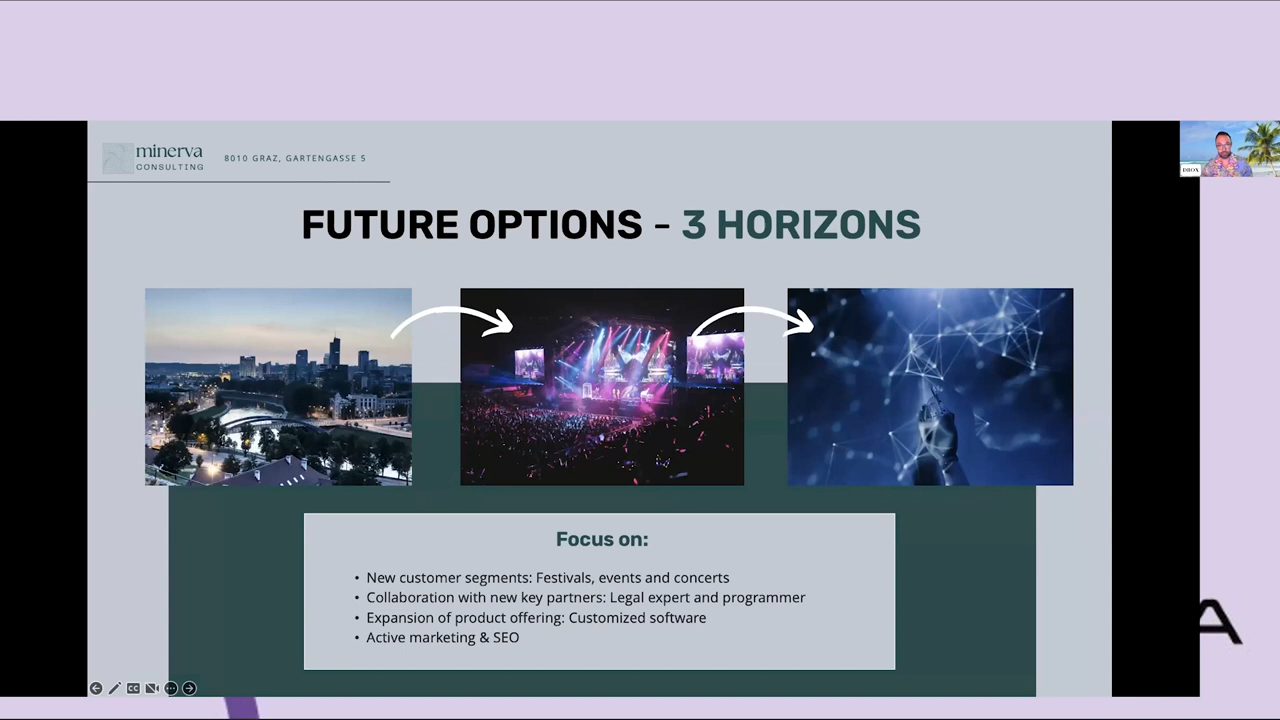 minerva
CONSULTING
8010 GRAZ, GARTENGASSE 5
FUTURE OPTIONS - 3 HORIZONS
Focus on:
• New customer segments: Festivals, events and concerts
• Collaboration with new key partners: Legal expert and programmer
• Expansion of product offering: Customized software
• Active marketing & SEO
CC
A